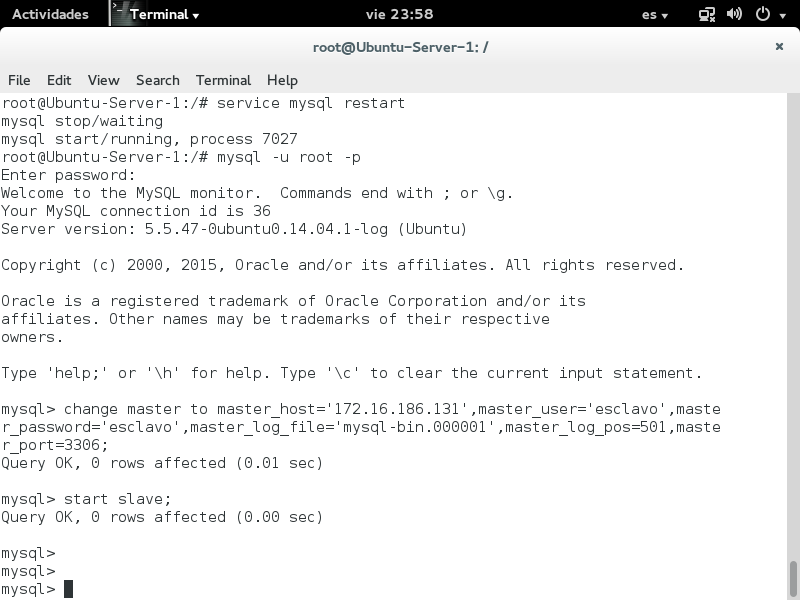 Actividades
Terminal
vie 23:58
es
root@Ubuntu-Server-1: /
×
File Edit View Search Terminal Help
root@Ubuntu-Server-1:/# service mysql restart
mysql stop/waiting
mysql start/running, process 7027
root@Ubuntu-Server-1:/# mysql -u root -p
Enter password:
Welcome to the MySQL monitor.  Commands end with ; or \g.
Your MySQL connection id is 36
Server version: 5.5.47-0ubuntu0.14.04.1-log (Ubuntu)
Copyright (c) 2000, 2015, Oracle and/or its affiliates. All rights reserved.
Oracle is a registered trademark of Oracle Corporation and/or its
affiliates. Other names may be trademarks of their respective
owners.
Type 'help;' or '\h' for help. Type '\c' to clear the current input statement.
mysql> change master to master_host='172.16.186.131',master_user='esclavo',maste
r_password='esclavo',master_log_file='mysql-bin.000001',master_log_pos=501,maste
r_port=3306;
Query OK, 0 rows affected (0.01 sec)
mysql> start slave;
Query OK, 0 rows affected (0.00 sec)
mysql>
mysql>
mysql>